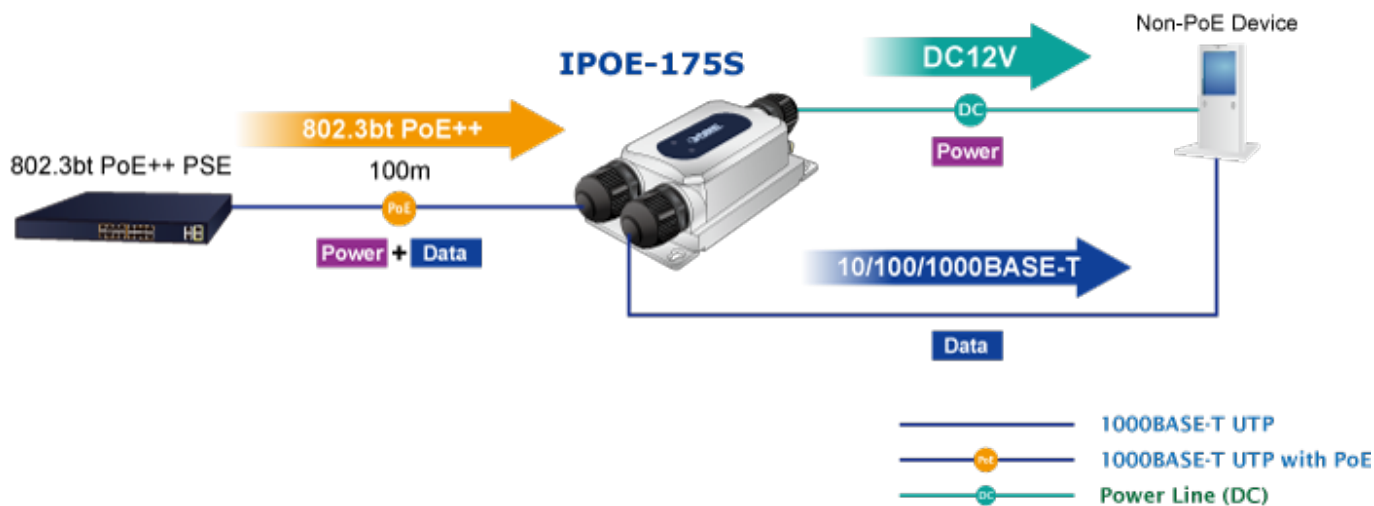 Non-PoE Device
IPOE-175S
DC12V
802.3bt PoE++
DC
802.3bt PoE++ PSE
100m
Power
PoE
Power + Data
10/100/1000BASE-T
Data
1000BASE-T UTP
PoE 1000BASE-T UTP with PoE
DC Power Line (DC)